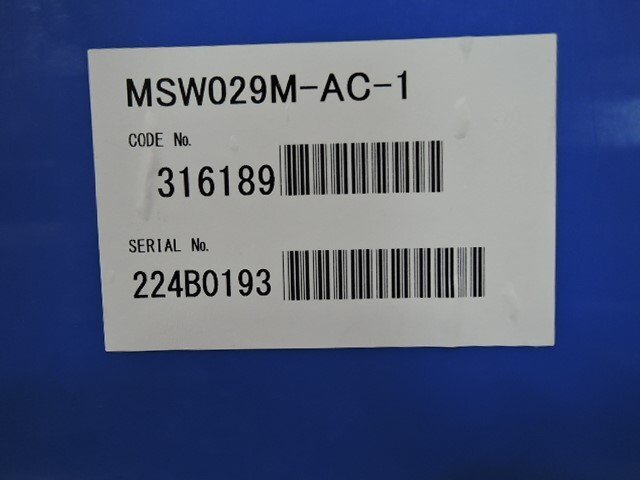 MSW029M-AC-1
CODE No.
316189
SERIAL No.
224B0193